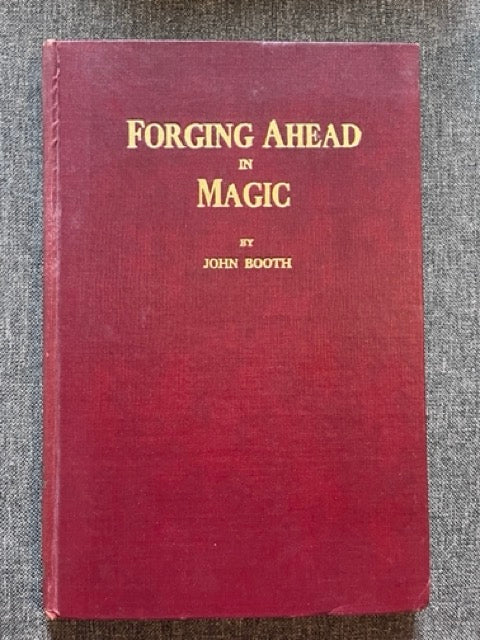 FORGING AHEAD
IN
MAGIC
BY
JOHN BOOTH